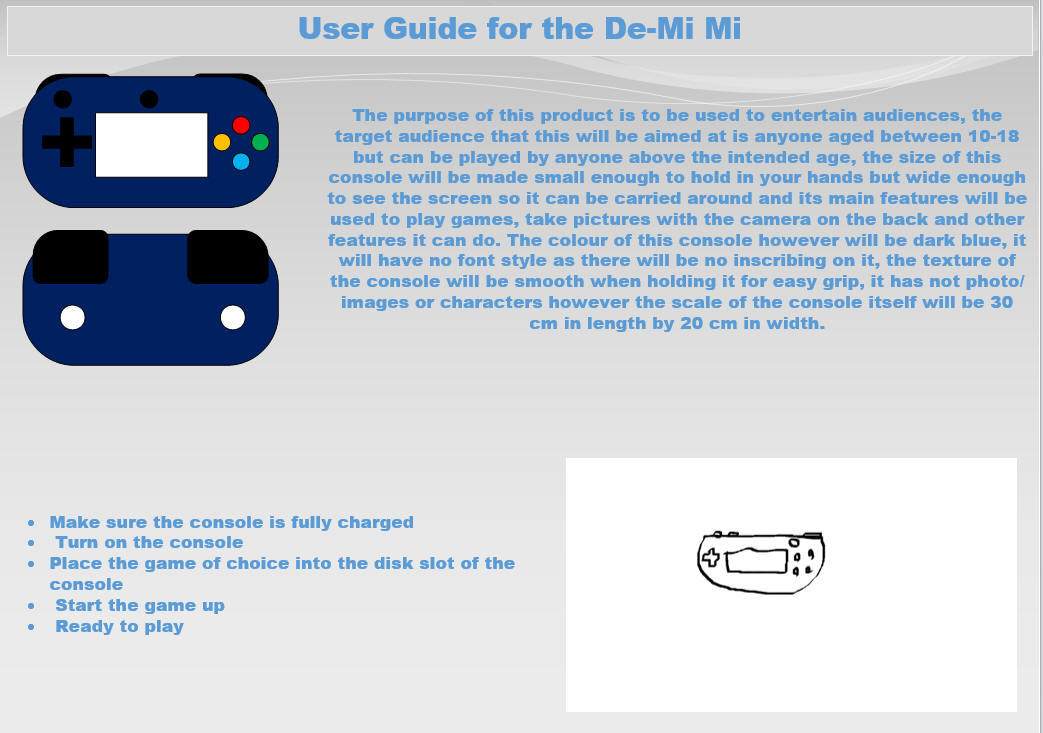 User Guide for the De-Mi Mi
The purpose of this product is to be used to entertain audiences, the
target audience that this will be aimed at is anyone aged between 10-18
but can be played by anyone above the intended age, the size of this
console will be made small enough to hold in your hands but wide enough
to see the screen so it can be carried around and its main features will be
used to play games, take pictures with the camera on the back and other
features it can do. The colour of this console however will be dark blue, it
will have no font style as there will be no inscribing on it, the texture of
the console will be smooth when holding it for easy grip, it has not photo/
images or characters however the scale of the console itself will be 30
cm in length by 20 cm in width.
• Make sure the console is fully charged
• Turn on the console
• Place the game of choice into the disk slot of the
console
• Start the game up
• Ready to play